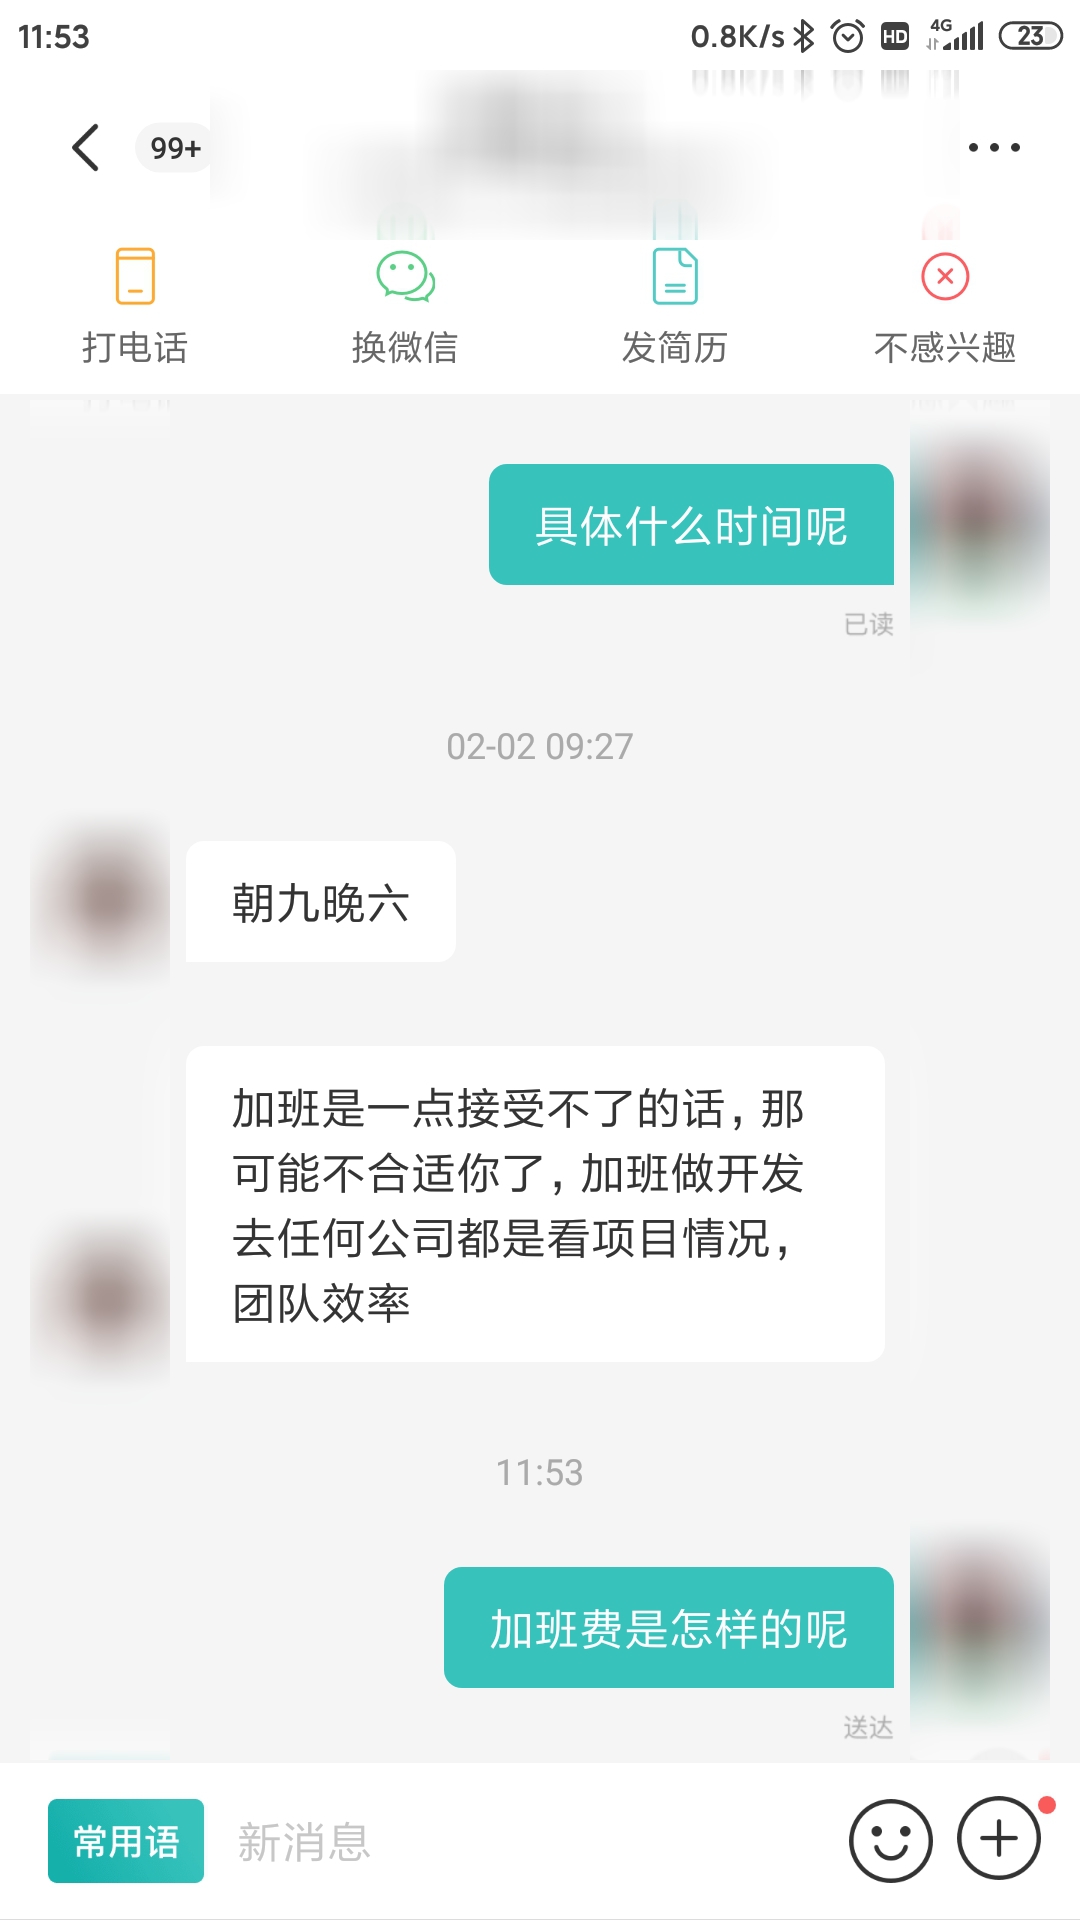 11:53
0.8K/s HD 4G 23
99+
打电话
换微信
发简历
不感兴趣
具体什么时间呢
已读
02-02 09:27
朝九晚六
加班是一点接受不了的话,那
可能不合适你了,加班做开发
去任何公司都是看项目情况,
团队效率
11:53
加班费是怎样的呢
送达
常用语
新消息